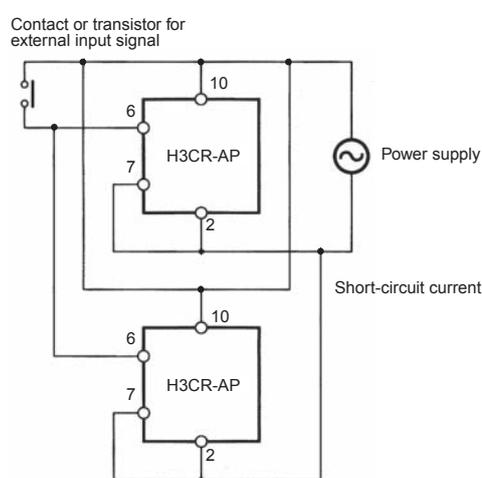 Contact or transistor for
external input signal
10
6
H3CR-AP
7
2
Power supply
Short-circuit current
10
6
H3CR-AP
7
2